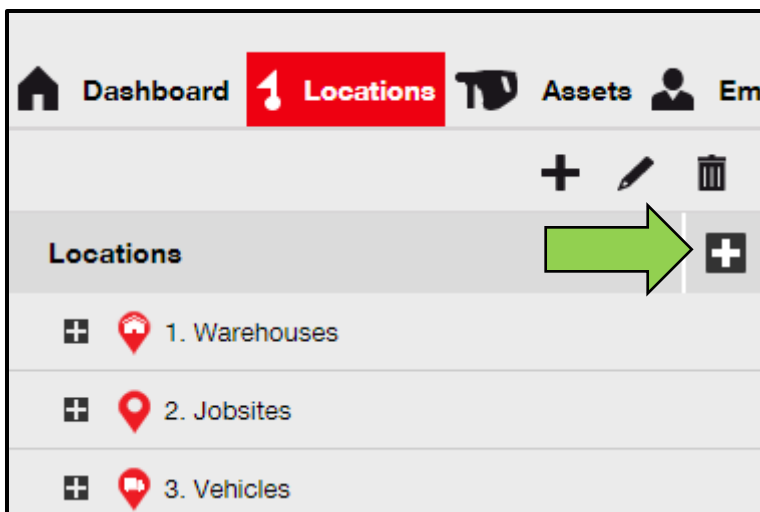 Dashboard Locations Assets Em
Locations
1. Warehouses
2. Jobsites
3. Vehicles